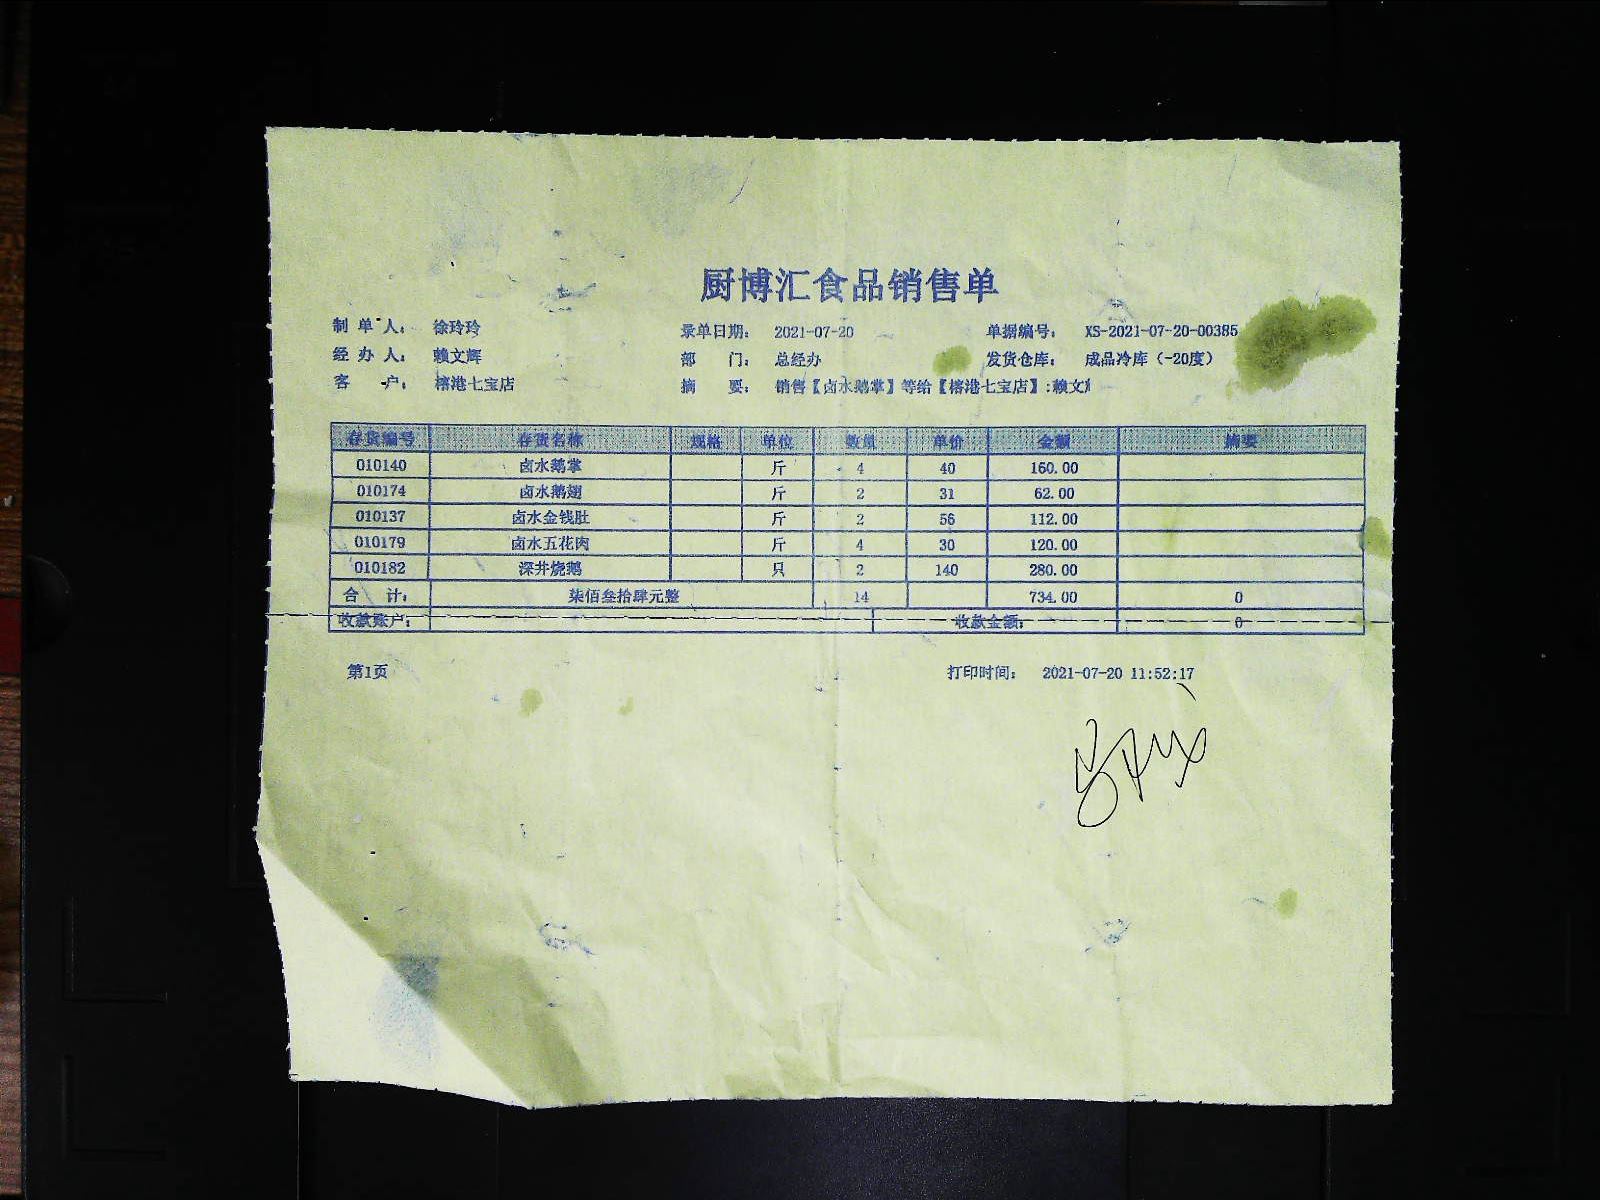 厨博汇食品销售单
制 单 人： 徐玲玲 录单日期： 2021-07-20 单据编号： XS-2021-07-20-00385
经 办 人： 赖文辉 部 门： 总经办 发货仓库： 成品冷库（-20度）
客 户： 榕港七宝店 摘 要： 销售【卤水鹅掌】等给【榕港七宝店】:赖文
存货编号 存货名称 规格 单位 数量 单价 金额 摘要
010140 卤水鹅掌 斤 4 40 160.00
010174 卤水鹅翅 斤 2 31 62.00
010137 卤水金钱肚 斤 2 56 112.00
010179 卤水五花肉 斤 4 30 120.00
010182 深井烧鹅 只 2 140 280.00
合 计： 柒佰叁拾肆元整 14 734.00 0
收款账户： 收款金额： 0
第1页 打印时间： 2021-07-20 11:52:17